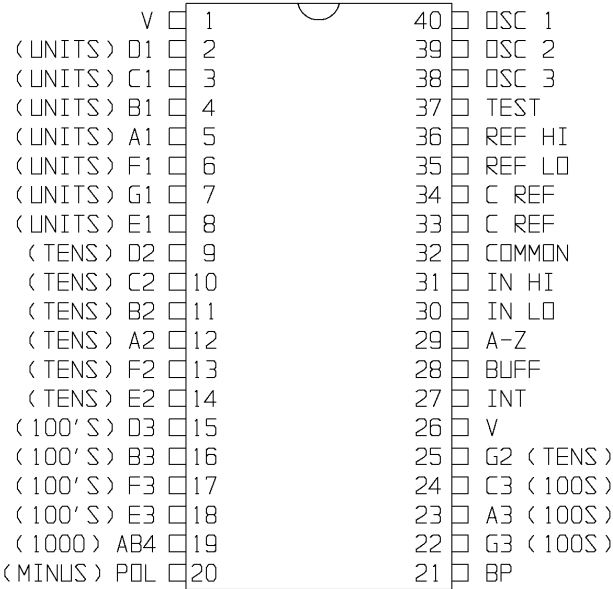 V 1 40 OSC 1
(UNITS) D1 2 39 OSC 2
(UNITS) C1 3 38 OSC 3
(UNITS) B1 4 37 TEST
(UNITS) A1 5 36 REF HI
(UNITS) F1 6 35 REF LO
(UNITS) G1 7 34 C REF
(UNITS) E1 8 33 C REF
(TENS) D2 9 32 COMMON
(TENS) C2 10 31 IN HI
(TENS) B2 11 30 IN LO
(TENS) A2 12 29 A-Z
(TENS) F2 13 28 BUFF
(TENS) E2 14 27 INT
(100'S) D3 15 26 V
(100'S) B3 16 25 G2 (TENS)
(100'S) F3 17 24 C3 (100S)
(100'S) E3 18 23 A3 (100S)
(1000) AB4 19 22 G3 (100S)
(MINUS) POL 20 21 BP